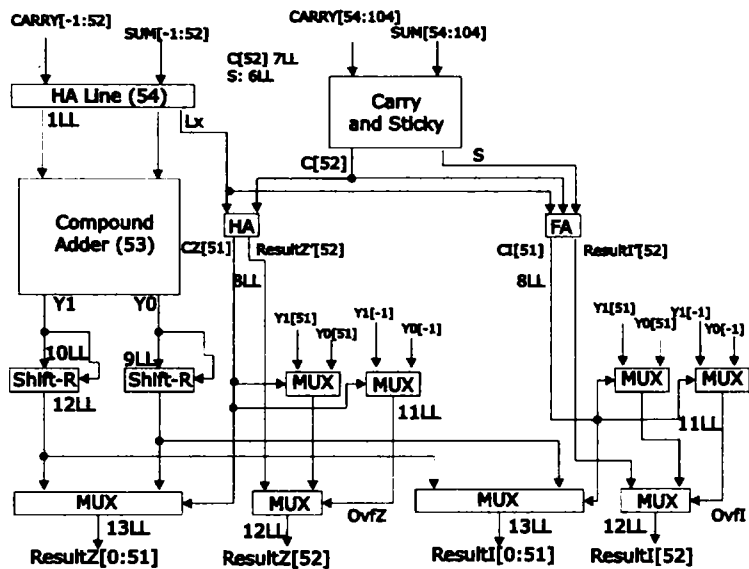 CARRY[-1:52]
SUM[-1:52]
CARRY[54:104]
SUM[54:104]
C[52] 7LL
S: 6LL
HA Line (54)
Carry
and Sticky
1LL
Lx
C[52]
S
Compound
Adder (53)
HA
FA
CZ[51]
ResultZ'[52]
CI[51]
ResultI'[52]
8LL
8LL
Y1
Y0
Y1[51]
Y0[51]
Y1[-1]
Y0[-1]
Y1[51]
Y0[51]
Y1[-1]
Y0[-1]
10LL
9LL
Shift-R
Shift-R
MUX
MUX
MUX
MUX
12LL
11LL
11LL
MUX
MUX
MUX
MUX
OvfZ
OvfI
13LL
12LL
13LL
12LL
ResultZ[0:51]
ResultZ[52]
ResultI[0:51]
ResultI[52]